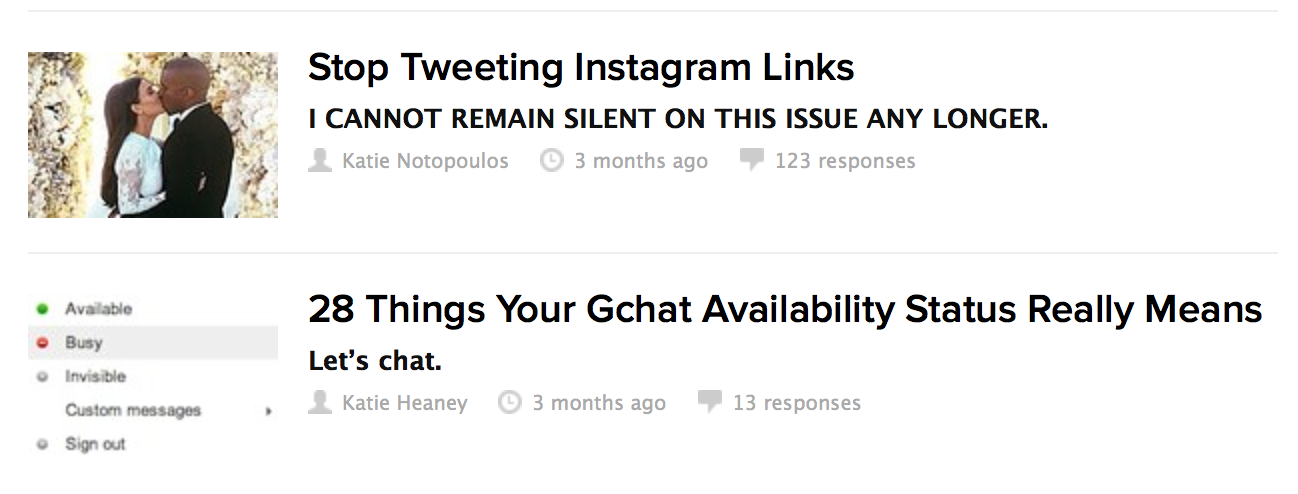 Stop Tweeting Instagram Links
I CANNOT REMAIN SILENT ON THIS ISSUE ANY LONGER.
Katie Notopoulos 3 months ago 123 responses
28 Things Your Gchat Availability Status Really Means
Let’s chat.
Katie Heaney 3 months ago 13 responses
Available
Busy
Invisible
Custom messages
Sign out